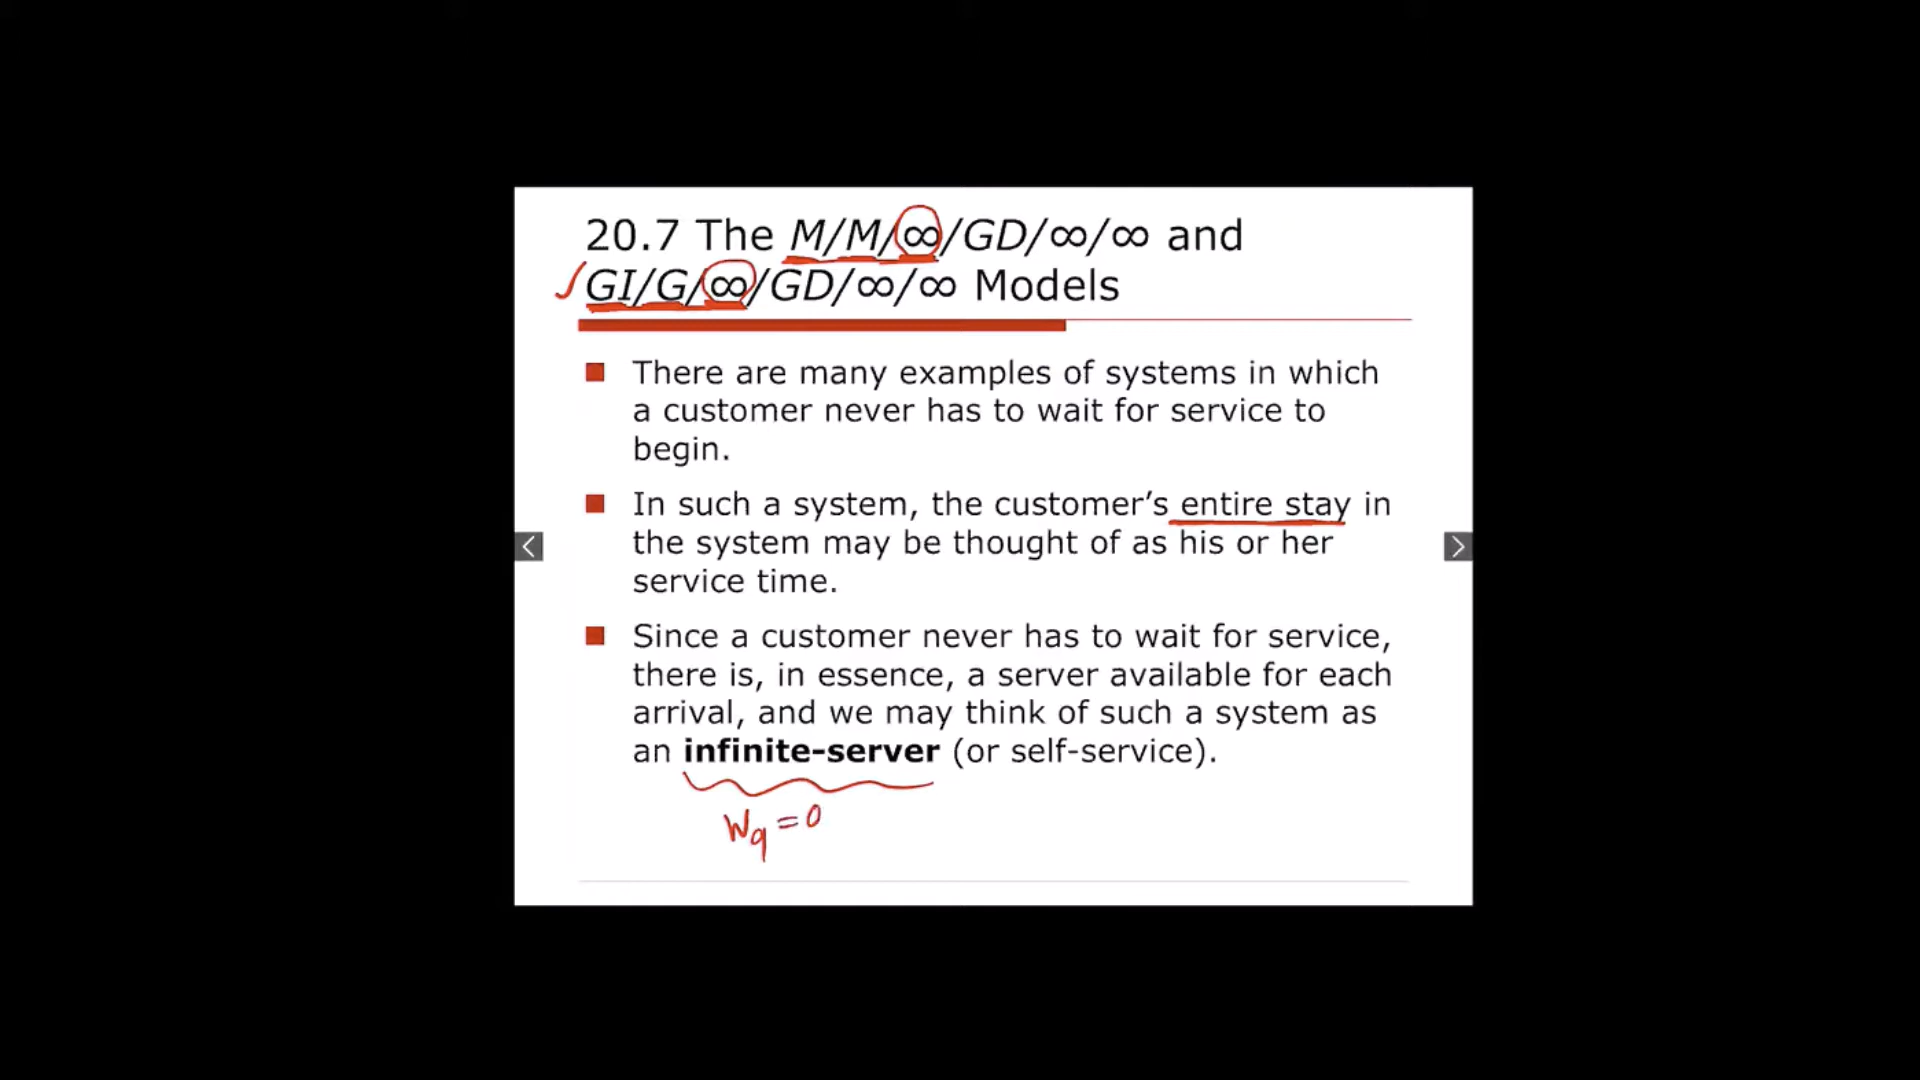 20.7 The M/M/∞/GD/∞/∞ and
GI/G/∞/GD/∞/∞ Models
There are many examples of systems in which
a customer never has to wait for service to
begin.
In such a system, the customer’s entire stay in
the system may be thought of as his or her
service time.
Since a customer never has to wait for service,
there is, in essence, a server available for each
arrival, and we may think of such a system as
an infinite-server (or self-service).
Wq = 0